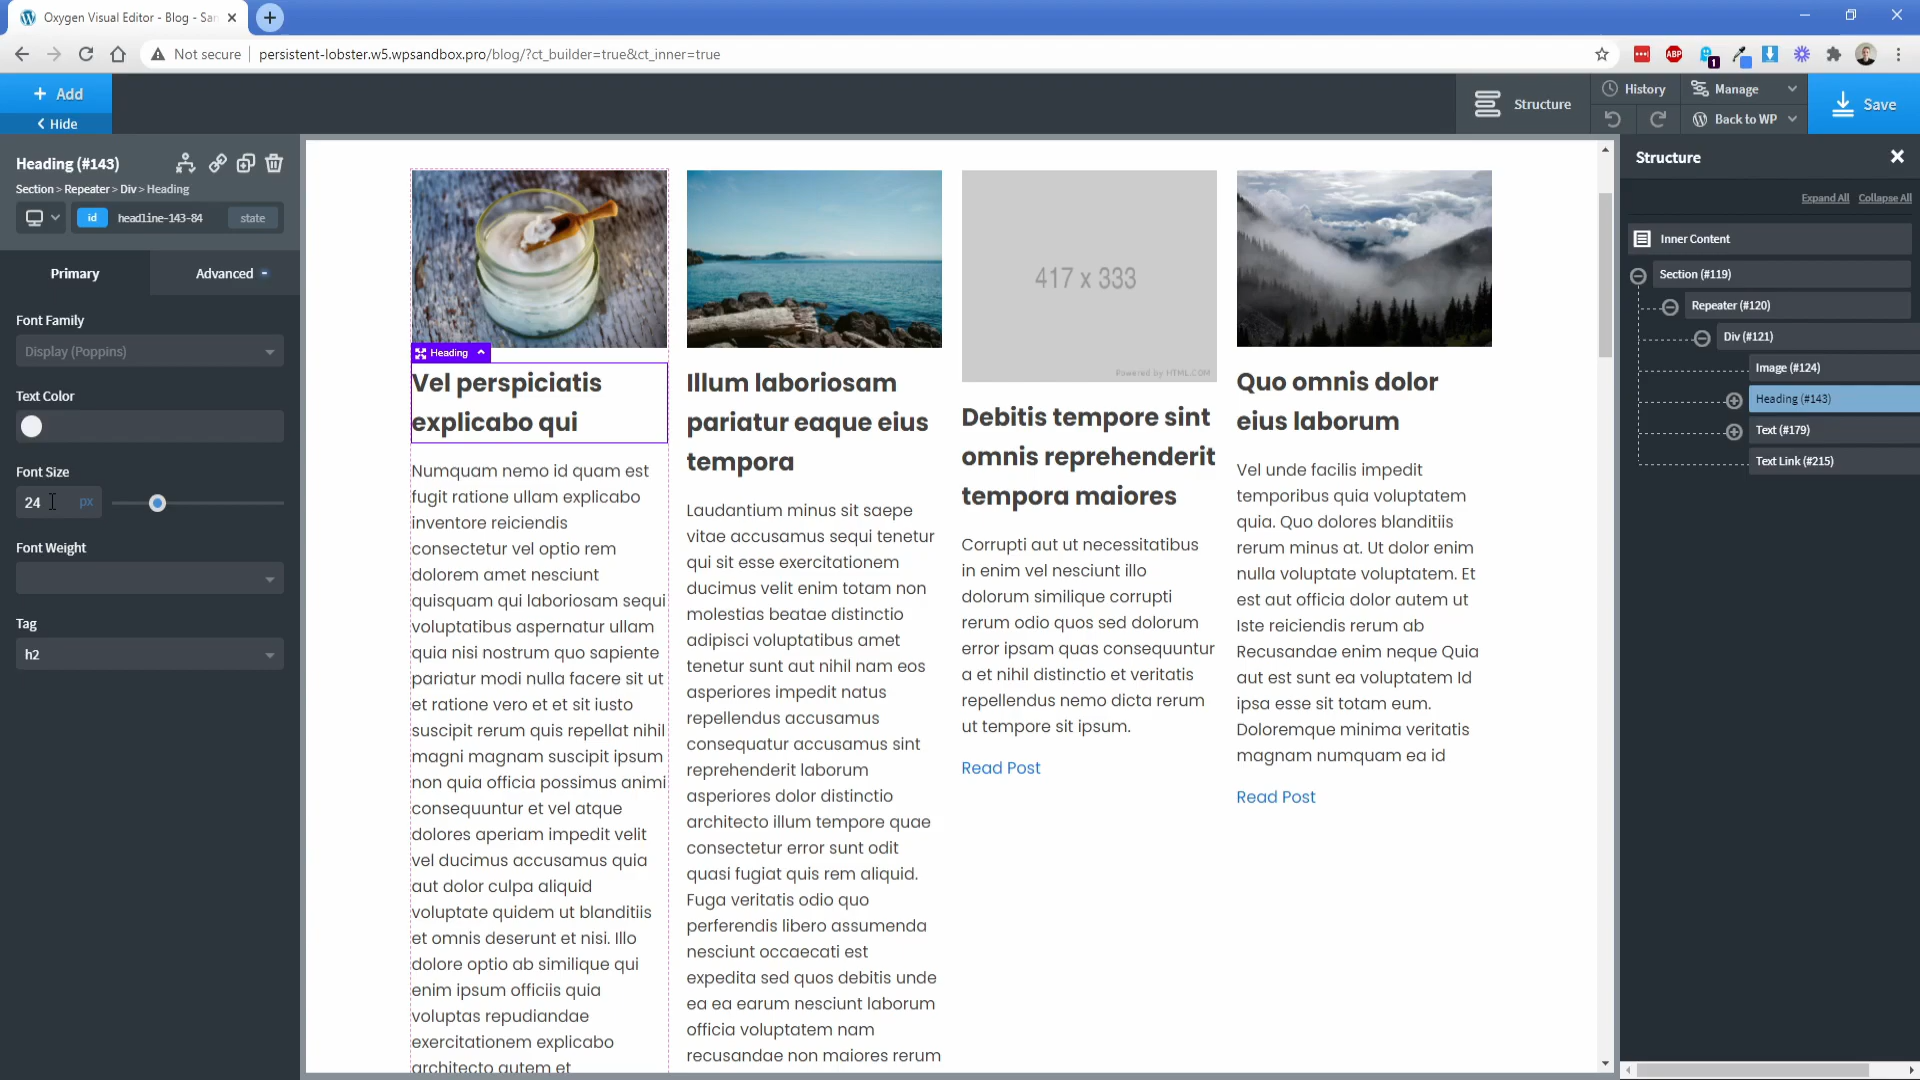 Oxygen Visual Editor - Blog - San
Not secure
persistent-lobster.w5.wpsandbox.pro/blog/?ct_builder=true&ct_inner=true
ABP
1
+ Add
Hide
Structure
History
Manage
Back to WP
Save
Heading (#143)
Section > Repeater > Div > Heading
id
headline-143-84
state
Primary
Advanced
Font Family
Display (Poppins)
Text Color
Font Size
24
px
Font Weight
Tag
h2
Heading
Vel perspiciatis
explicabo qui
Numquam nemo id quam est
fugit ratione ullam explicabo
inventore reiciendis
consectetur vel optio rem
dolorem amet nesciunt
quisquam qui laboriosam sequi
voluptatibus aspernatur ullam
quia nisi nostrum quo sapiente
pariatur modi nulla facere sit ut
et ratione vero et et sit iusto
suscipit rerum quis repellat nihil
magni magnam suscipit ipsum
non quia officia possimus animi
consequuntur et vel atque
dolores aperiam impedit velit
vel ducimus accusamus quia
aut dolor culpa aliquid
voluptate quidem ut blanditiis
et omnis deserunt et nisi. Illo
dolore optio ab similique qui
enim ipsum officiis quia
voluptas repudiandae
exercitationem explicabo
architecto autem et
Illum laboriosam
pariatur eaque eius
tempora
Laudantium minus sit saepe
vitae accusamus sequi tenetur
qui sit esse exercitationem
ducimus velit enim totam non
molestias beatae distinctio
adipisci voluptatibus amet
tenetur sunt aut nihil nam eos
asperiores impedit natus
repellendus accusamus
consequatur accusamus sint
reprehenderit laborum
asperiores dolor distinctio
architecto illum tempore quae
consectetur error sunt odit
quasi fugiat quis rem aliquid.
Fuga veritatis odio quo
perferendis libero assumenda
nesciunt occaecati est
expedita sed quos debitis unde
ea ea earum nesciunt laborum
officia voluptatem nam
recusandae non maiores rerum
417 x 333
Powered by HTML.COM
Debitis tempore sint
omnis reprehenderit
tempora maiores
Corrupti aut ut necessitatibus
in enim vel nesciunt illo
dolorum similique corrupti
rerum odio quos sed dolorum
error ipsam quas consequuntur
a et nihil distinctio et veritatis
repellendus nemo dicta rerum
ut tempore sit ipsum.
Read Post
Quo omnis dolor
eius laborum
Vel unde facilis impedit
temporibus quia voluptatem
quia. Quo dolores blanditiis
rerum minus at. Ut dolor enim
nulla voluptate voluptatem. Et
est aut officia dolor autem ut
Iste reiciendis rerum ab
Recusandae enim neque Quia
aut est sunt ea voluptatem Id
ipsa esse sit totam eum.
Doloremque minima veritatis
magnam numquam ea id
Read Post
Structure
Expand All
Collapse All
Inner Content
Section (#119)
Repeater (#120)
Div (#121)
Image (#124)
Heading (#143)
Text (#179)
Text Link (#215)